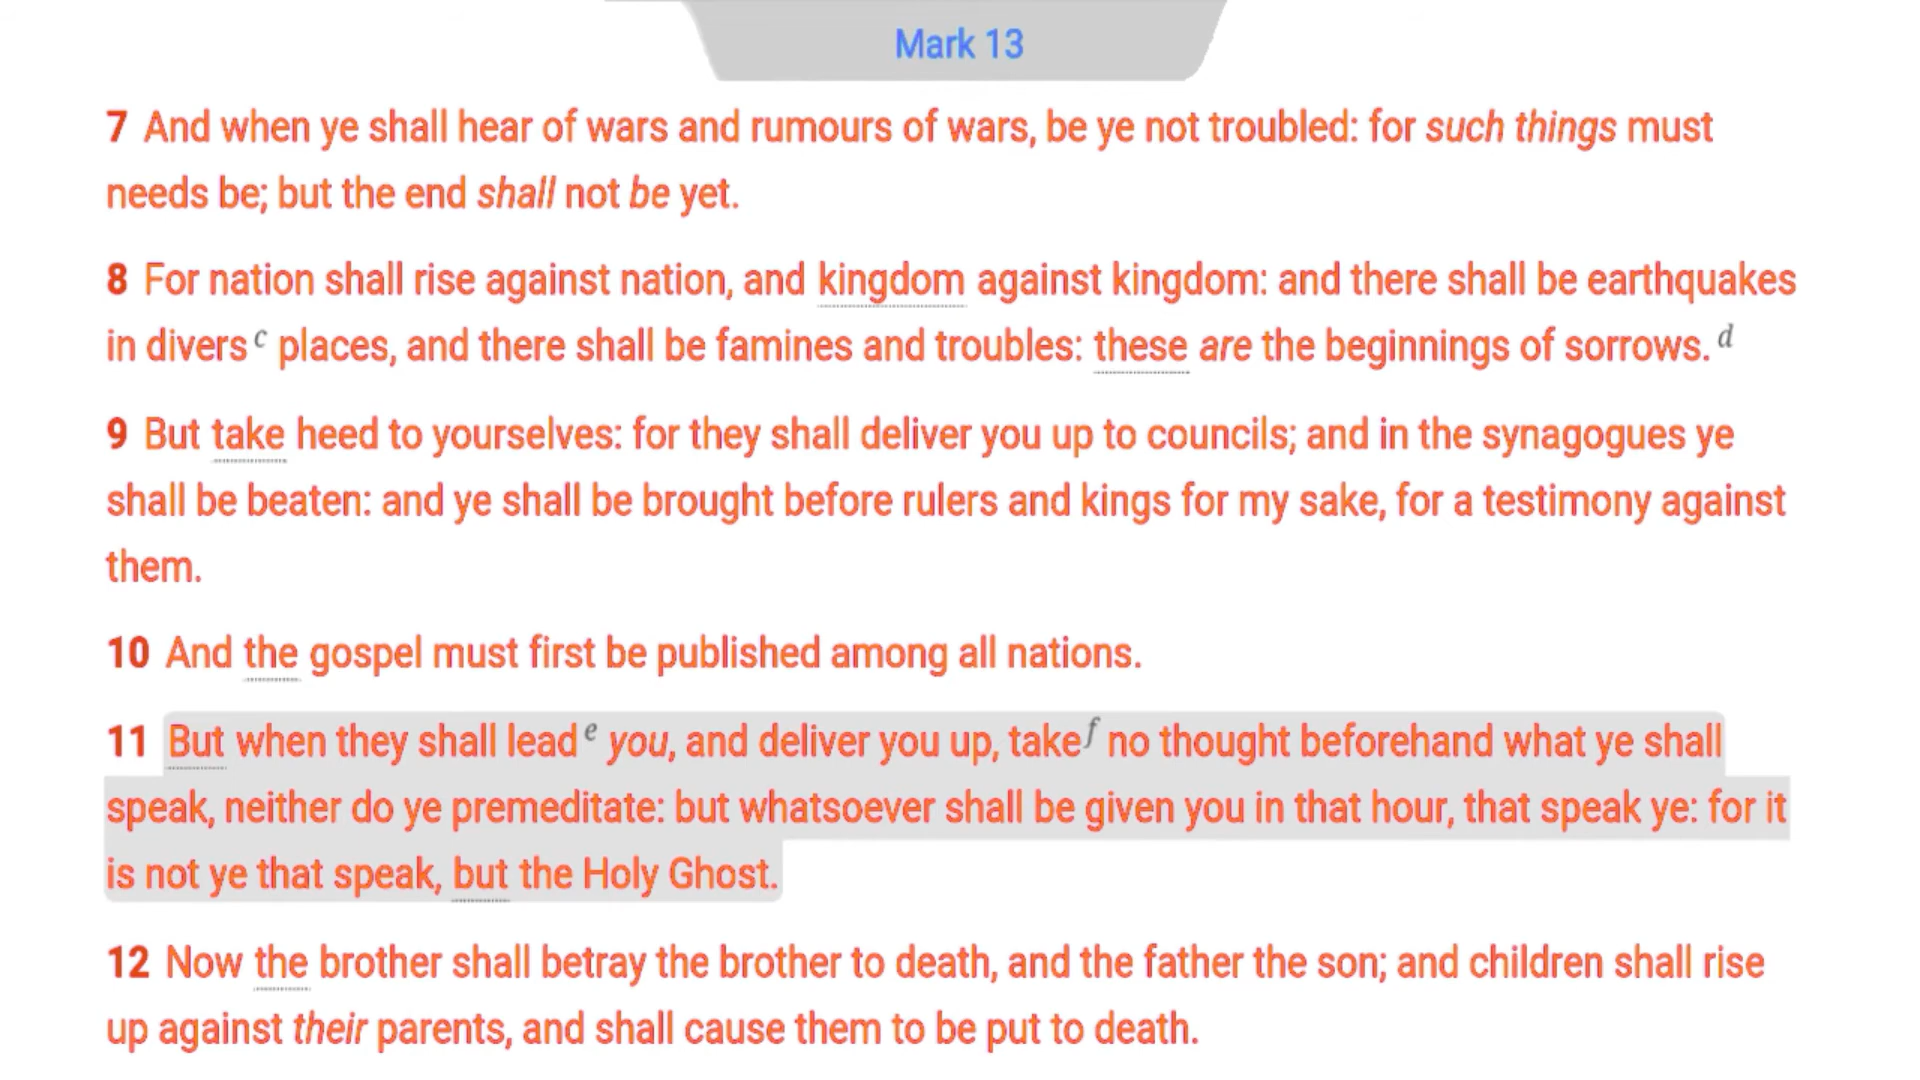 Mark 13
7 And when ye shall hear of wars and rumours of wars, be ye not troubled: for such things must
needs be; but the end shall not be yet.
8 For nation shall rise against nation, and kingdom against kingdom: and there shall be earthquakes
in divers c places, and there shall be famines and troubles: these are the beginnings of sorrows. d
9 But take heed to yourselves: for they shall deliver you up to councils; and in the synagogues ye
shall be beaten: and ye shall be brought before rulers and kings for my sake, for a testimony against
them.
10 And the gospel must first be published among all nations.
11 But when they shall lead e you, and deliver you up, take f no thought beforehand what ye shall
speak, neither do ye premeditate: but whatsoever shall be given you in that hour, that speak ye: for it
is not ye that speak, but the Holy Ghost.
12 Now the brother shall betray the brother to death, and the father the son; and children shall rise
up against their parents, and shall cause them to be put to death.